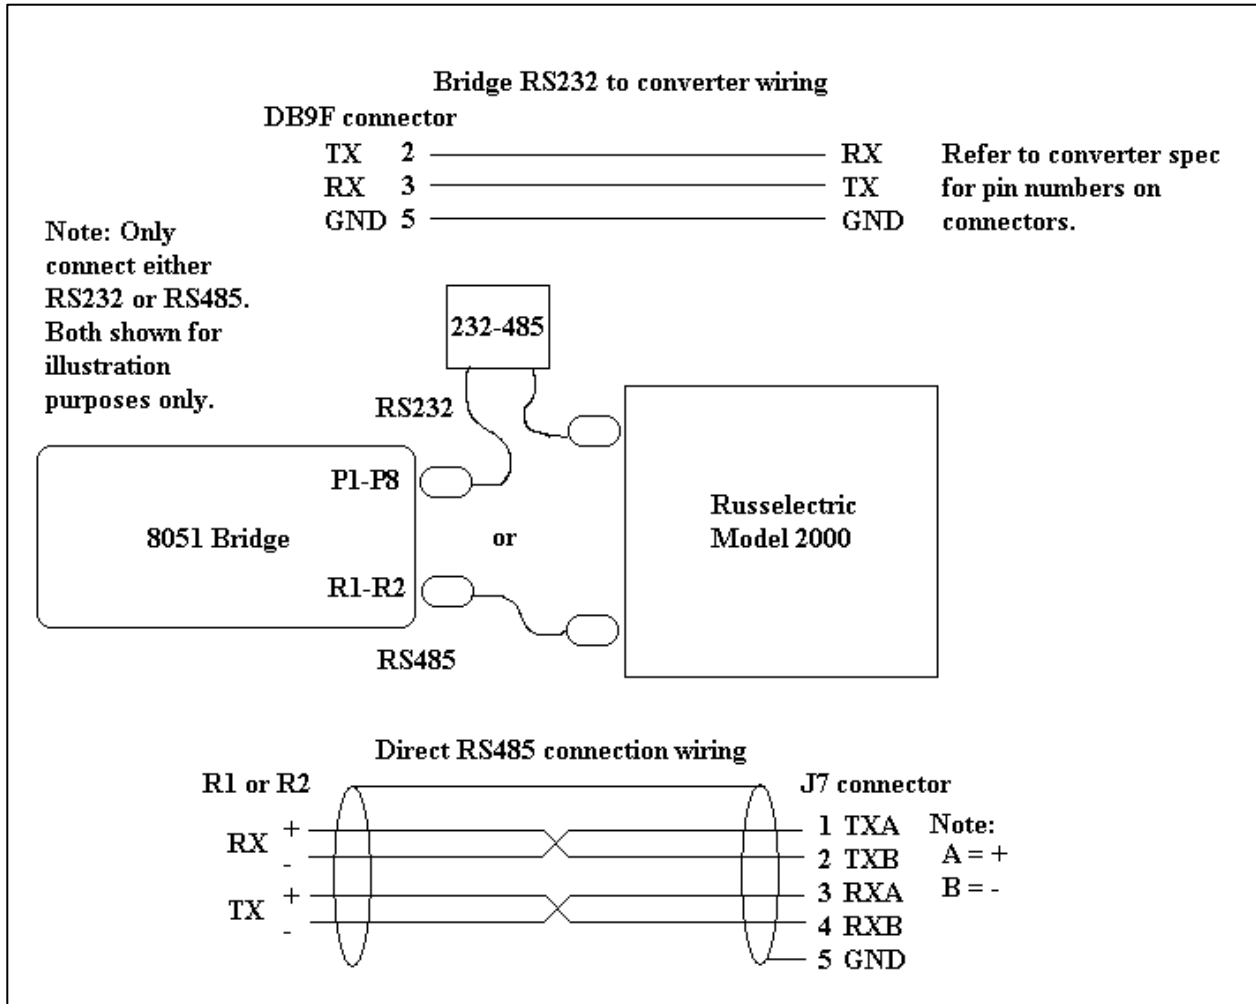 Bridge RS232 to converter wiring
DB9F connector
TX 2 RX
RX 3 TX
GND 5 GND
Refer to converter spec
for pin numbers on
connectors.
Note: Only
connect either
RS232 or RS485.
Both shown for
illustration
purposes only.
232-485
RS232
P1-P8
8051 Bridge
or
R1-R2
RS485
Russelectric
Model 2000
Direct RS485 connection wiring
R1 or R2
J7 connector
RX + -
TX + -
1 TXA
2 TXB
3 RXA
4 RXB
5 GND
Note:
A = +
B = -